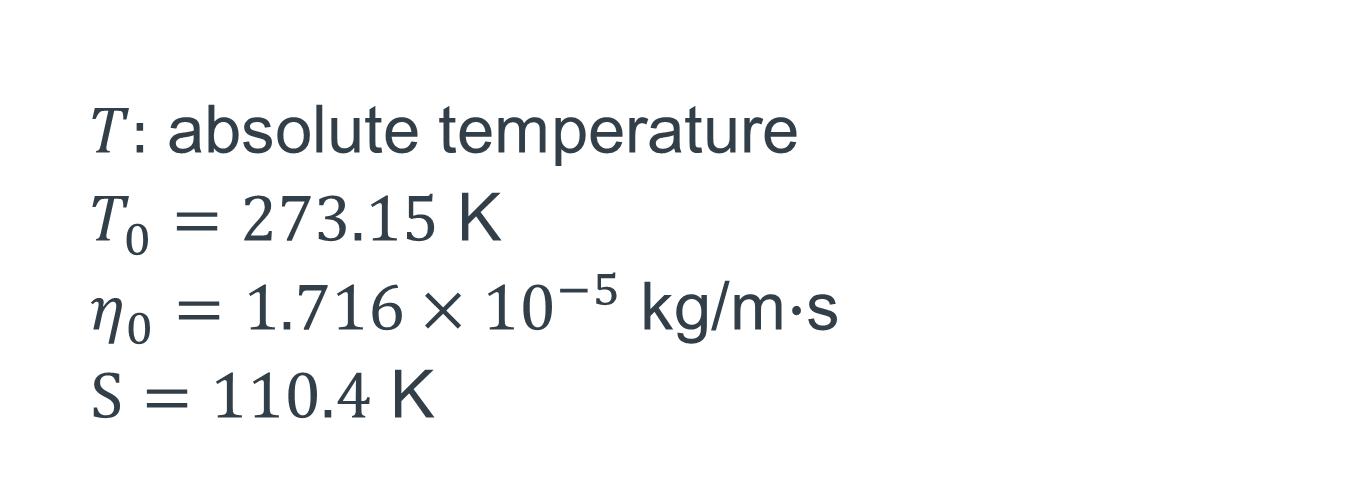 T: absolute temperature
T₀ = 273.15 K
η₀ = 1.716 × 10⁻⁵ kg/m·s
S = 110.4 K